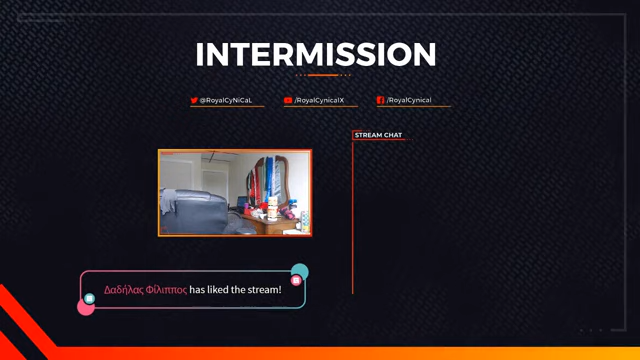 INTERMISSION
@RoyalCyNiCaL
/RoyalCynicalX
/RoyalCynical
STREAM CHAT
Δαδήλας Φίλιππος has liked the stream!